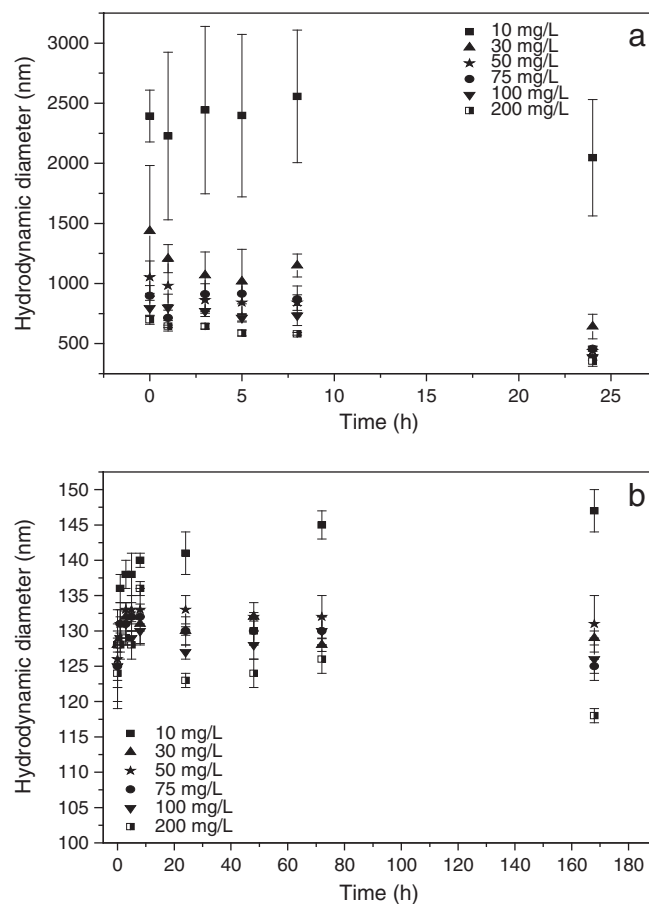 a
10 mg/L
30 mg/L
50 mg/L
75 mg/L
100 mg/L
200 mg/L
3000
2500
2000
1500
1000
500
Hydrodynamic diameter (nm)
0 5 10 15 20 25
Time (h)
b
150
145
140
135
130
125
120
115
110
105
100
Hydrodynamic diameter (nm)
10 mg/L
30 mg/L
50 mg/L
75 mg/L
100 mg/L
200 mg/L
0 20 40 60 80 100 120 140 160 180
Time (h)